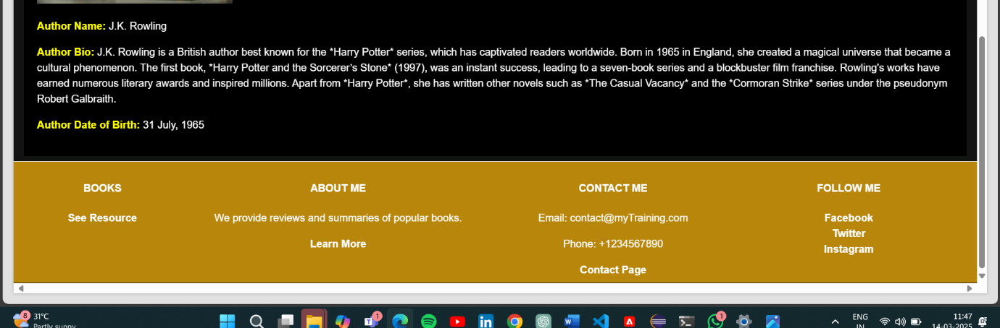 Author Name: J.K. Rowling
Author Bio: J.K. Rowling is a British author best known for the *Harry Potter* series, which has captivated readers worldwide. Born in 1965 in England, she created a magical universe that became a
cultural phenomenon. The first book, *Harry Potter and the Sorcerer's Stone* (1997), was an instant success, leading to a seven-book series and a blockbuster film franchise. Rowling's works have
earned numerous literary awards and inspired millions. Apart from *Harry Potter*, she has written other novels such as *The Casual Vacancy* and the *Cormoran Strike* series under the pseudonym
Robert Galbraith.
Author Date of Birth: 31 July, 1965
BOOKS
See Resource
ABOUT ME
We provide reviews and summaries of popular books.
Learn More
CONTACT ME
Email: contact@myTraining.com
Phone: +1234567890
Contact Page
FOLLOW ME
Facebook
Twitter
Instagram
8
31°C
Partly sunny
1
1
ENG
IN
11:47
14-03-2025